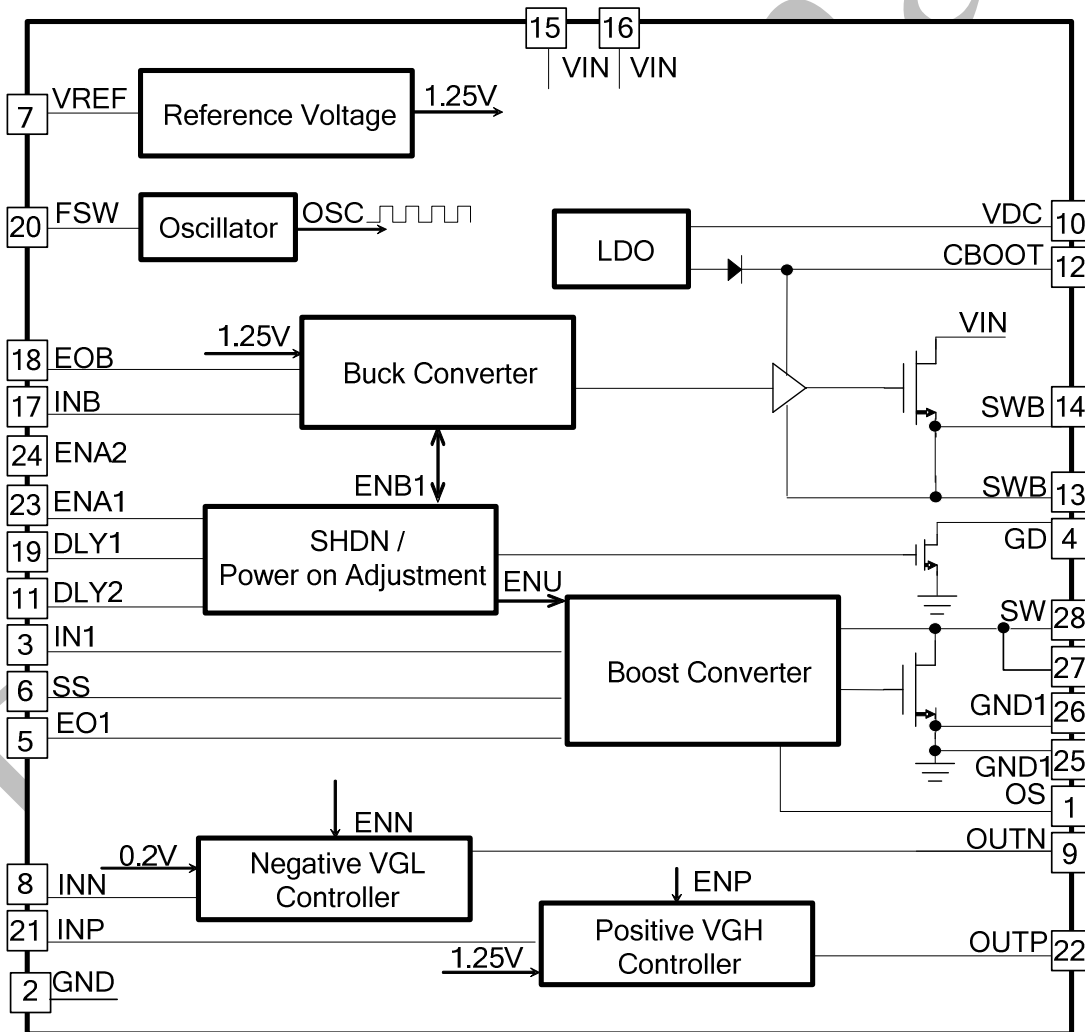 15 16
VIN VIN
7 VREF Reference Voltage 1.25V
20 FSW Oscillator OSC
LDO VDC 10
CBOOT 12
VIN
1.25V
18 EOB Buck Converter
17 INB SWB 14
24 ENA2
ENB1 SWB 13
23 ENA1
GD 4
19 DLY1 SHDN /
Power on Adjustment
ENU
11 DLY2
SW 28
3 IN1
27
6 SS Boost Converter
GND1 26
5 EO1
GND1 25
OS 1
ENN
OUTN 9
0.2V Negative VGL
Controller
8 INN
ENP
21 INP Positive VGH
Controller
OUTP 22
1.25V
2 GND